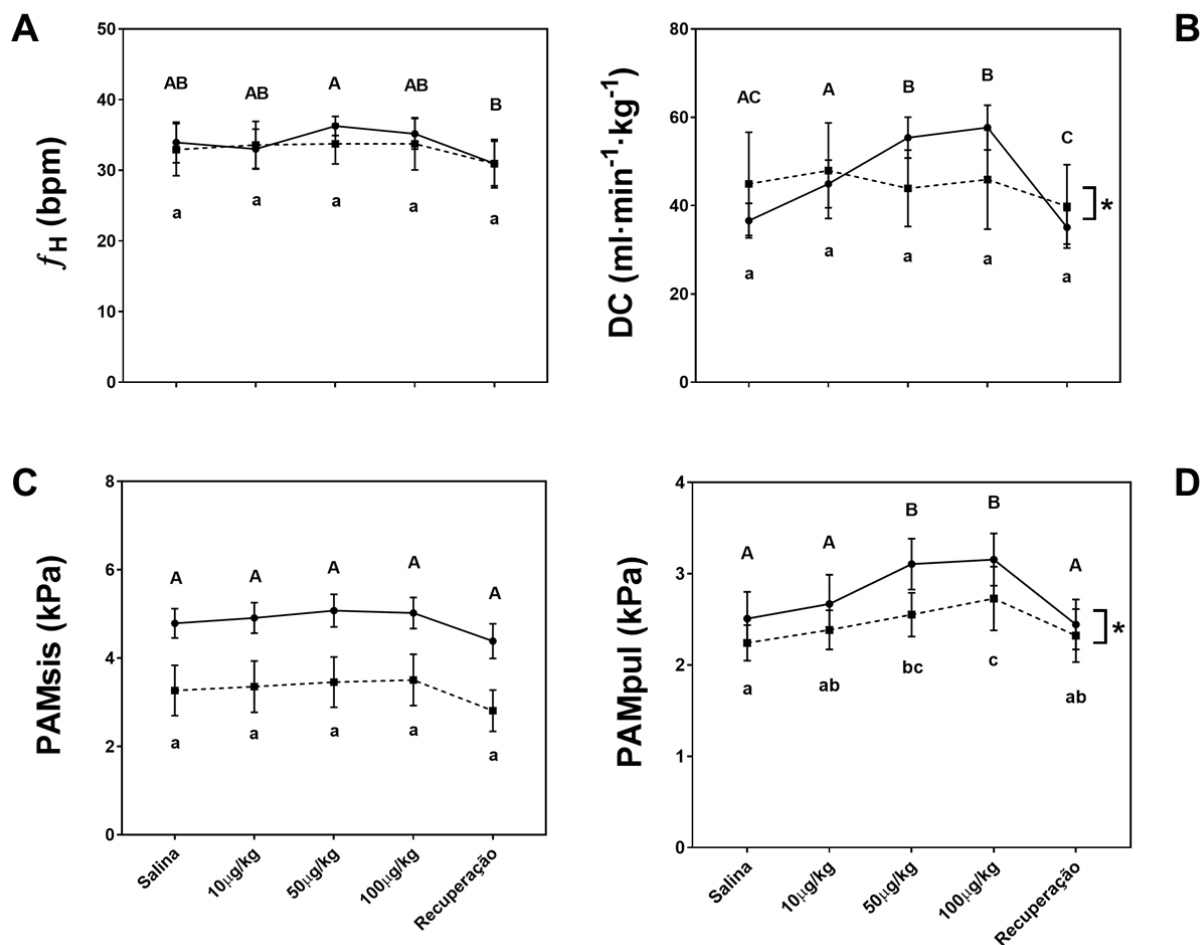 A
f H (bpm)
50
40
30
20
10
0
AB AB A AB B
a a a a a
B
DC (ml·min⁻¹·kg⁻¹)
80
60
40
20
0
AC A B B C
a a a a a
*
C
PAMsis (kPa)
8
6
4
2
0
A A A A A
a a a a a
Salina
10µg/kg
50µg/kg
100µg/kg
Recuperação
D
PAMpul (kPa)
4
3
2
1
0
A A B B A
a ab bc c ab
*
Salina
10µg/kg
50µg/kg
100µg/kg
Recuperação